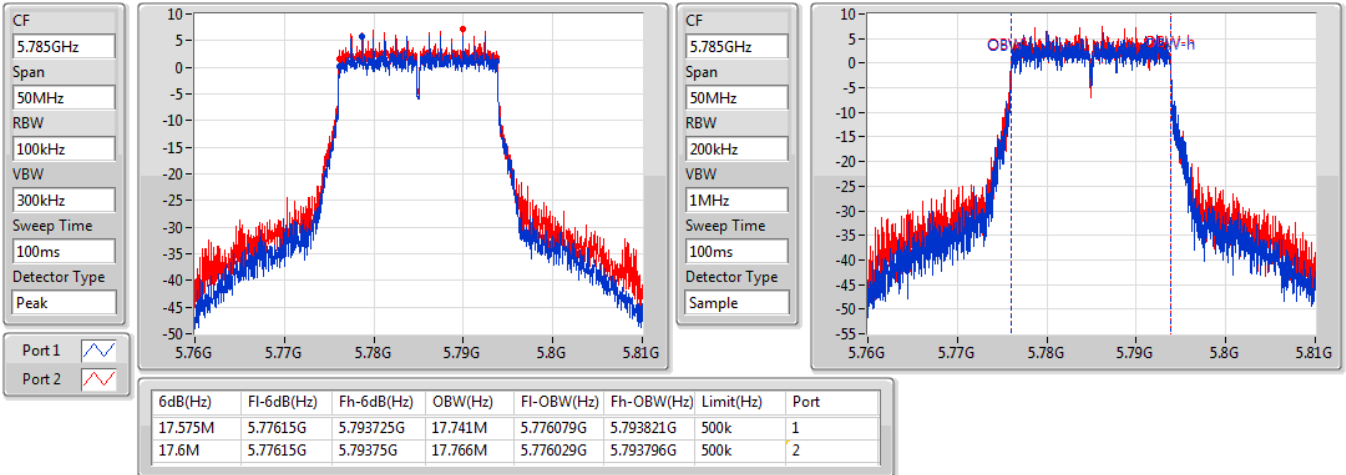 CF
5.785GHz
Span
50MHz
RBW
100kHz
VBW
300kHz
Sweep Time
100ms
Detector Type
Peak
Port 1
Port 2
10
5
0
-5
-10
-15
-20
-25
-30
-35
-40
-45
-50
5.76G 5.77G 5.78G 5.79G 5.8G 5.81G
CF
5.785GHz
Span
50MHz
RBW
200kHz
VBW
1MHz
Sweep Time
100ms
Detector Type
Sample
10
5
0
-5
-10
-15
-20
-25
-30
-35
-40
-45
-50
-55
OBW-h
5.76G 5.77G 5.78G 5.79G 5.8G 5.81G
6dB(Hz) Fl-6dB(Hz) Fh-6dB(Hz) OBW(Hz) Fl-OBW(Hz) Fh-OBW(Hz) Limit(Hz) Port
17.575M 5.77615G 5.793725G 17.741M 5.776079G 5.793821G 500k 1
17.6M 5.77615G 5.79375G 17.766M 5.776029G 5.793796G 500k 2